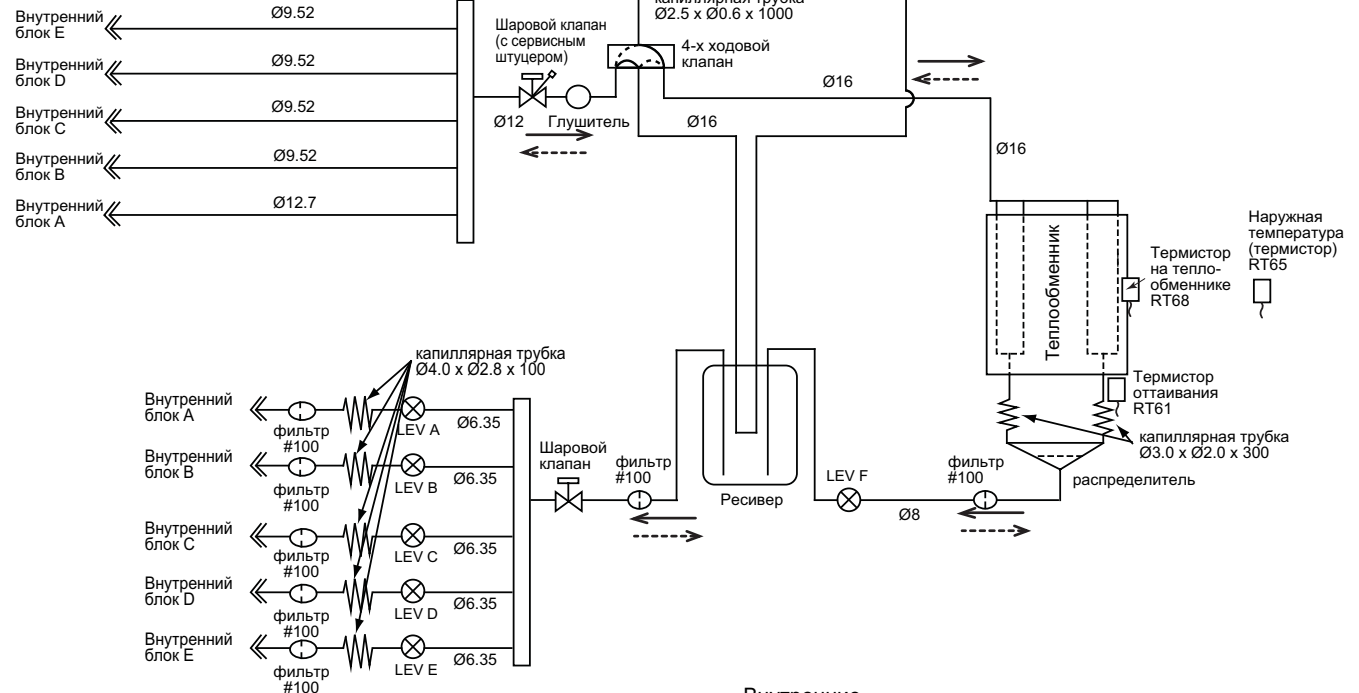 Внутренний
блок E
Ø9.52
Внутренний
блок D
Ø9.52
Внутренний
блок C
Ø9.52
Внутренний
блок B
Ø9.52
Внутренний
блок A
Ø12.7
Шаровой клапан
(с сервисным
штуцером)
Ø12
Глушитель
капиллярная трубка
Ø2.5 x Ø0.6 x 1000
4-х ходовой
клапан
Ø16
Ø16
Ø16
Теплообменник
Термистор
на тепло-
обменнике
RT68
Наружная
температура
(термистор)
RT65
Термистор
оттаивания
RT61
капиллярная трубка
Ø3.0 x Ø2.0 x 300
распределитель
фильтр
#100
Ø8
LEV F
Ресивер
фильтр
#100
Шаровой
клапан
капиллярная трубка
Ø4.0 x Ø2.8 x 100
Внутренний
блок A
фильтр
#100
LEV A
Ø6.35
Внутренний
блок B
фильтр
#100
LEV B
Ø6.35
Внутренний
блок C
фильтр
#100
LEV C
Ø6.35
Внутренний
блок D
фильтр
#100
LEV D
Ø6.35
Внутренний
блок E
фильтр
#100
LEV E
Ø6.35